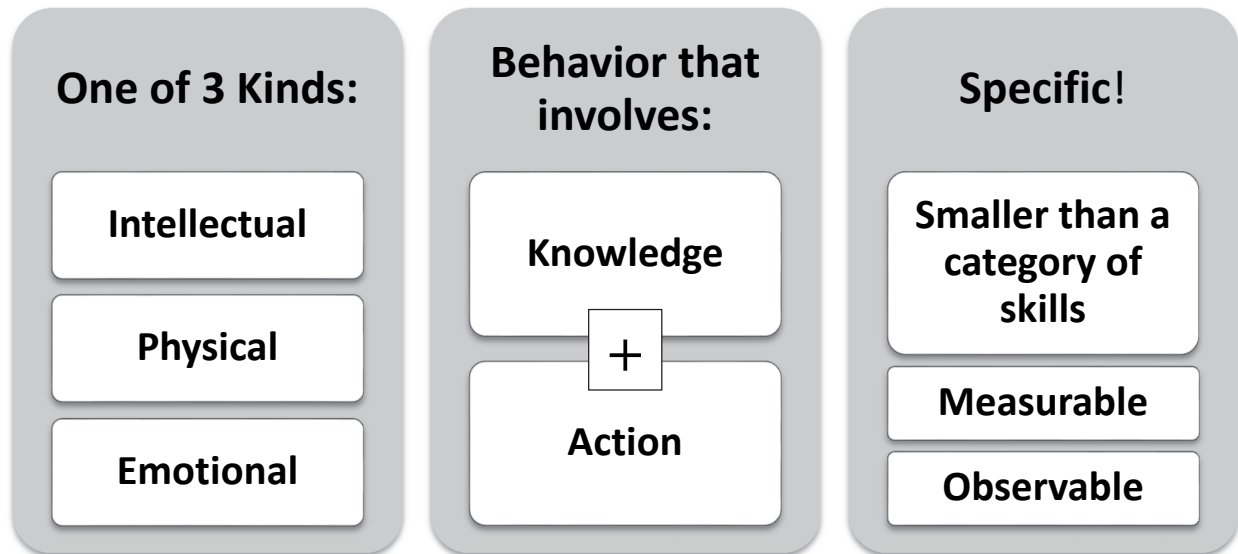 One of 3 Kinds:
Intellectual
Physical
Emotional
Behavior that
involves:
Knowledge
+
Action
Specific!
Smaller than a
category of
skills
Measurable
Observable